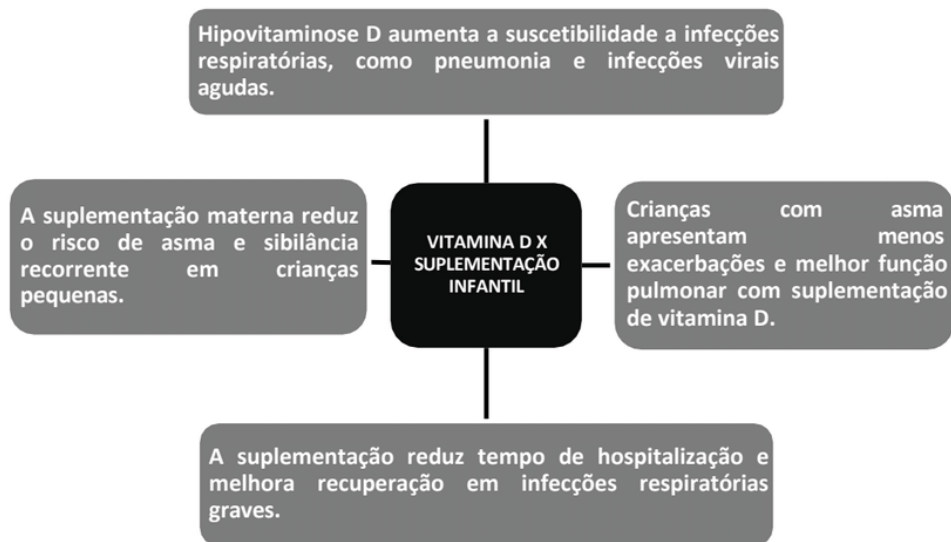 Hipovitaminose D aumenta a suscetibilidade a infecções
respiratórias, como pneumonia e infecções virais
agudas.
A suplementação materna reduz
o risco de asma e sibilância
recorrente em crianças
pequenas.
VITAMINA D X
SUPLEMENTAÇÃO
INFANTIL
Crianças com asma
apresentam menos
exacerbações e melhor função
pulmonar com suplementação
de vitamina D.
A suplementação reduz tempo de hospitalização e
melhora recuperação em infecções respiratórias
graves.